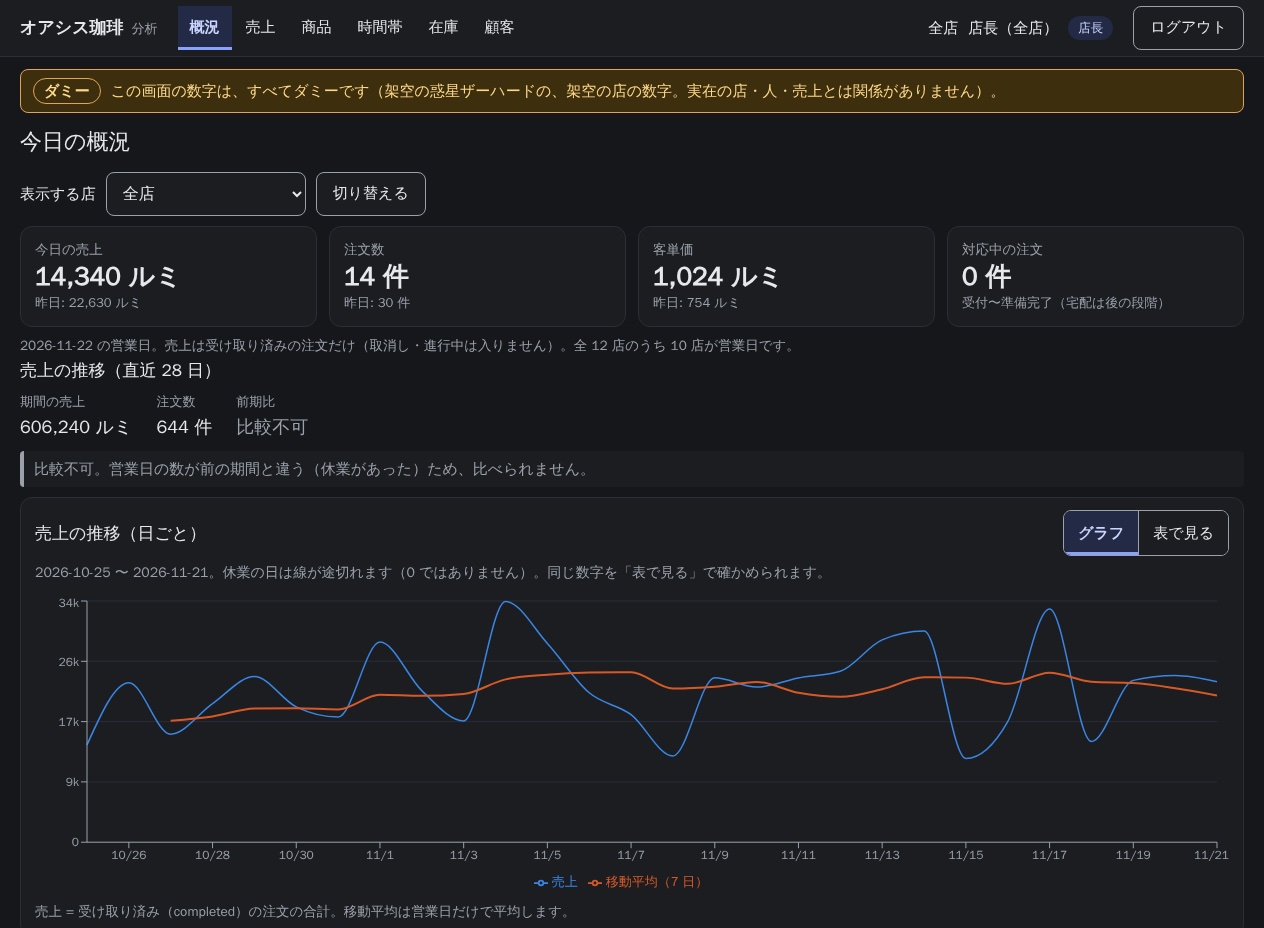 オアシス珈琲 分析 概況 売上 商品 時間帯 在庫 顧客 全店 店長（全店） 店長 ログアウト
ダミー この画面の数字は、すべてダミーです（架空の惑星ザーハードの、架空の店の数字。実在の店・人・売上とは関係がありません）。
今日の概況
表示する店 全店 切り替える
今日の売上
14,340 ルミ
昨日: 22,630 ルミ
注文数
14 件
昨日: 30 件
客単価
1,024 ルミ
昨日: 754 ルミ
対応中の注文
0 件
受付〜準備完了（宅配は後の段階）
2026-11-22 の営業日。売上は受け取り済みの注文だけ（取消し・進行中は入りません）。全 12 店のうち 10 店が営業日です。
売上の推移（直近 28 日）
期間の売上 注文数 前期比
606,240 ルミ 644 件 比較不可
比較不可。営業日の数が前の期間と違う（休業があった）ため、比べられません。
売上の推移（日ごと） グラフ 表で見る
2026-10-25 〜 2026-11-21。休業の日は線が途切れます（0 ではありません）。同じ数字を「表で見る」で確かめられます。
34k
26k
17k
9k
0
10/26 10/28 10/30 11/1 11/3 11/5 11/7 11/9 11/11 11/13 11/15 11/17 11/19 11/21
売上 移動平均（7 日）
売上 = 受け取り済み（completed）の注文の合計。移動平均は営業日だけで平均します。